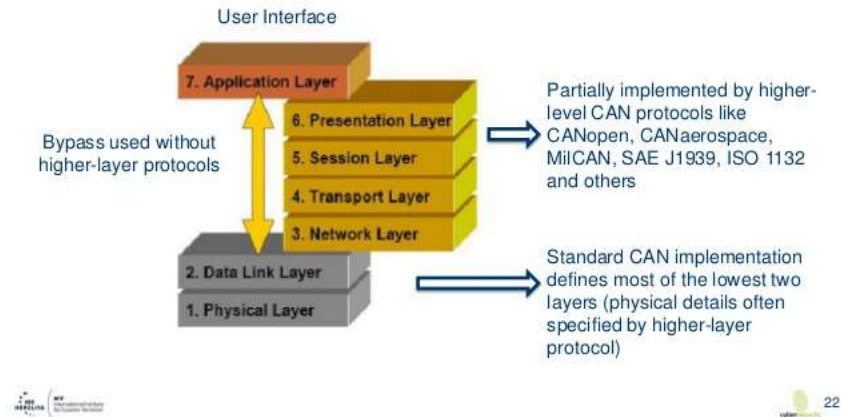 User Interface
7. Application Layer
6. Presentation Layer
5. Session Layer
4. Transport Layer
3. Network Layer
2. Data Link Layer
1. Physical Layer
Bypass used without
higher-layer protocols
Partially implemented by higher-
level CAN protocols like
CANopen, CANaerospace,
MilCAN, SAE J1939, ISO 1132
and others
Standard CAN implementation
defines most of the lowest two
layers (physical details often
specified by higher-layer
protocol)
HERZLIYA
22